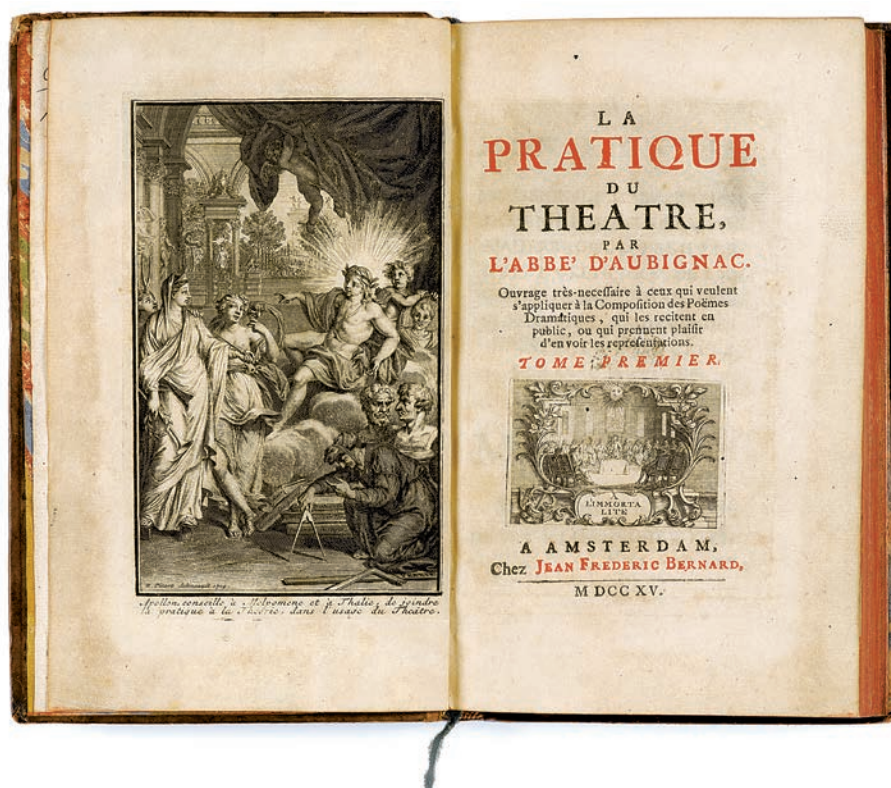 Apollon conseille à Melpomene et à Thalie, de joindre
la pratique à la Théorie, dans l'usage du Théatre.
LA
PRATIQUE
DU
THEATRE,
PAR
L'ABBE' D'AUBIGNAC.
Ouvrage très-necessaire à ceux qui veulent
s'appliquer à la Composition des Poëmes
Dramatiques, qui les recitent en
public, ou qui prennent plaisir
d'en voir les representations.
TOME PREMIER.
A
L'IMMORTA
LITE
A AMSTERDAM,
Chez JEAN FREDERIC BERNARD,
M DCC XV.